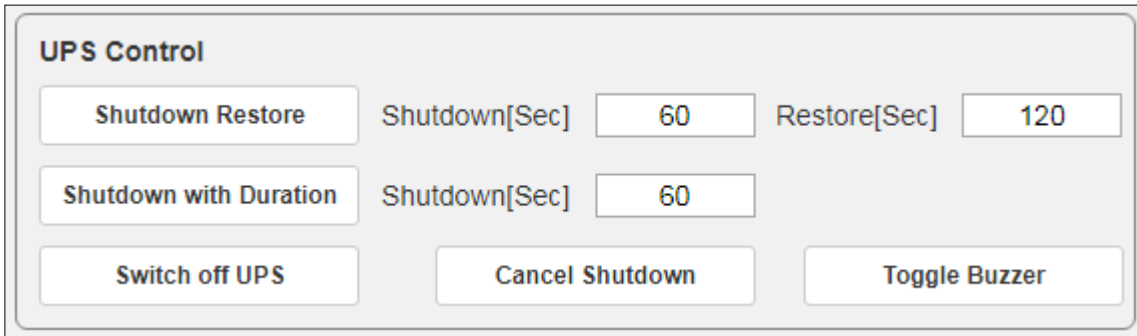 UPS Control
Shutdown Restore Shutdown[Sec] 60 Restore[Sec] 120
Shutdown with Duration Shutdown[Sec] 60
Switch off UPS Cancel Shutdown Toggle Buzzer